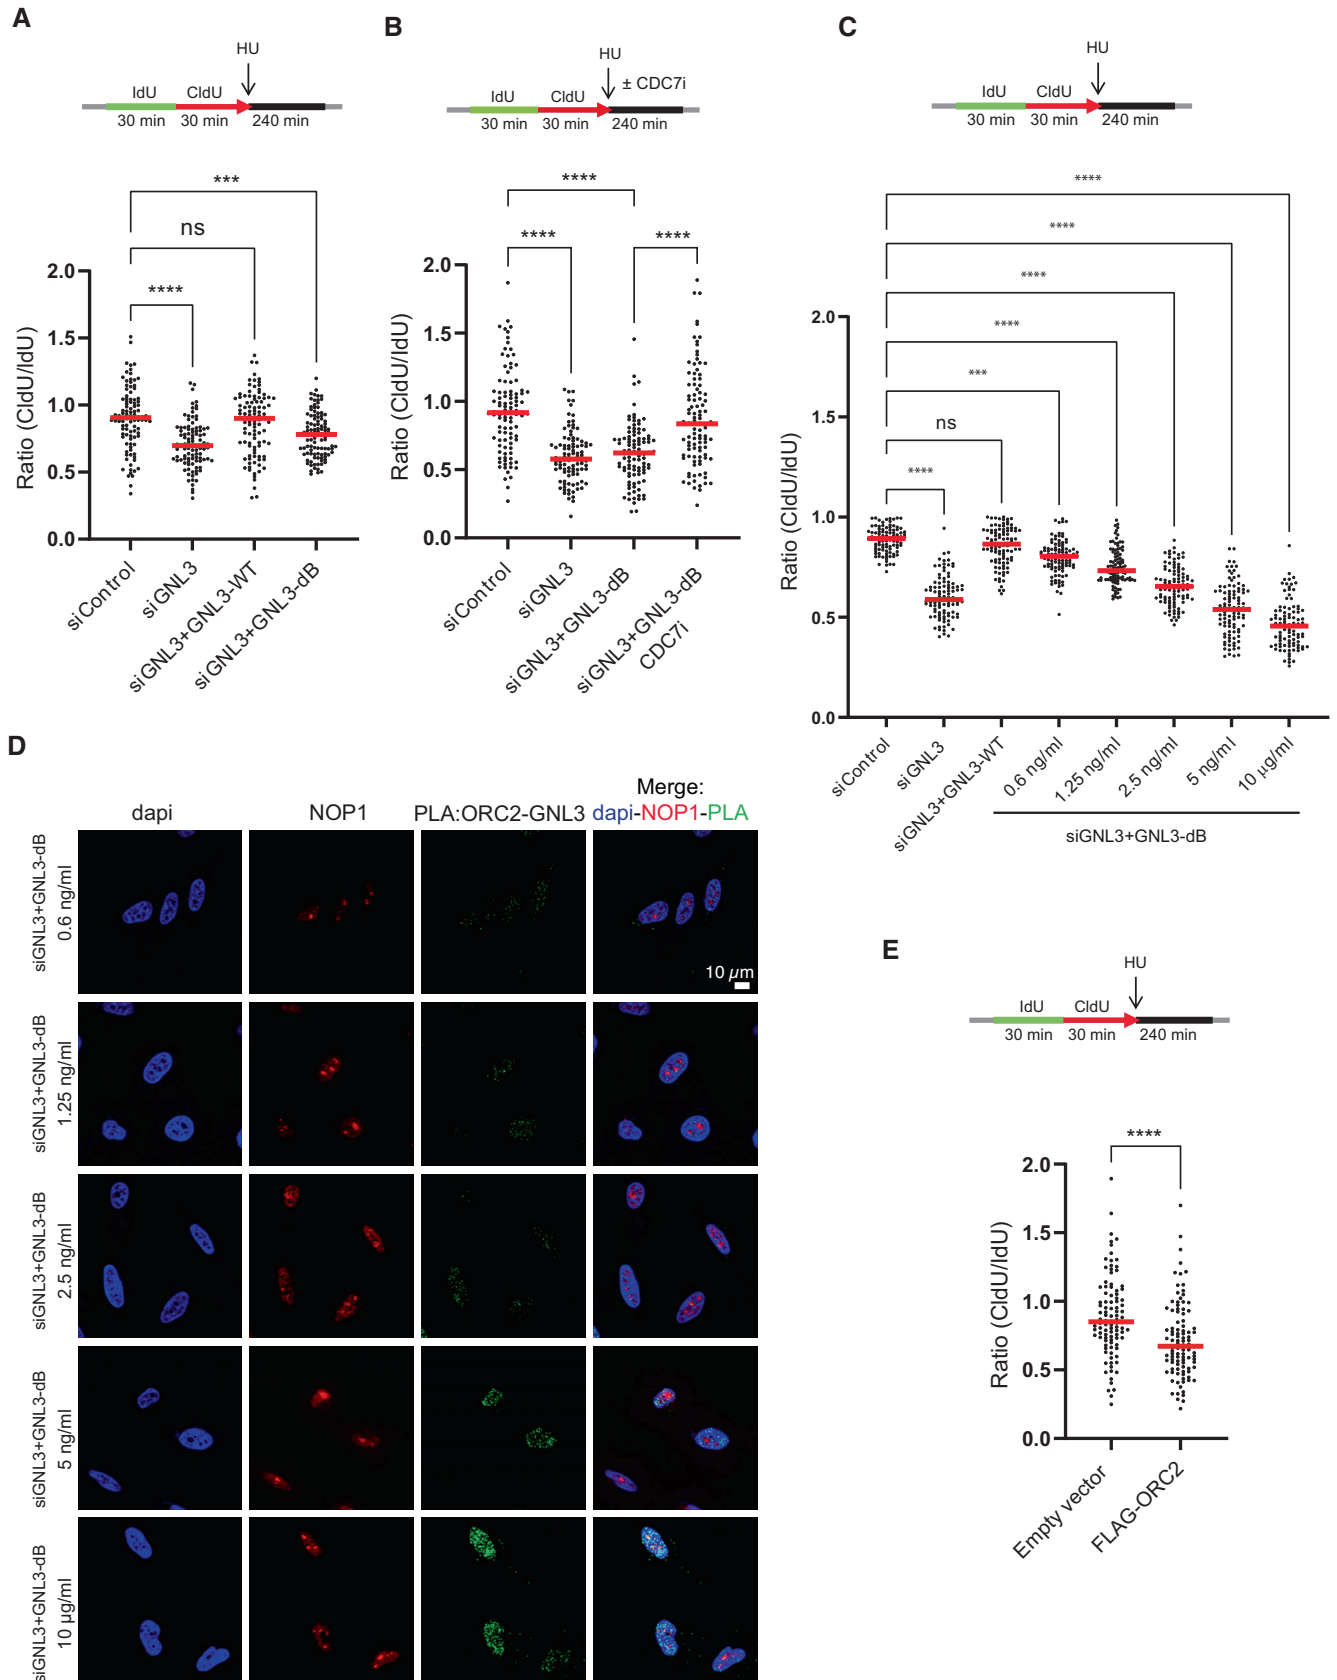 A
HU
IdU
CldU
30 min
30 min
240 min
***
ns
****
Ratio (CldU/IdU)
2.0
1.5
1.0
0.5
0.0
siControl
siGNL3
siGNL3+GNL3-WT
siGNL3+GNL3-dB
B
HU
± CDC7i
IdU
CldU
30 min
30 min
240 min
****
****
****
Ratio (CldU/IdU)
2.0
1.5
1.0
0.5
0.0
siControl
siGNL3
siGNL3+GNL3-dB
siGNL3+GNL3-dB
CDC7i
C
HU
IdU
CldU
30 min
30 min
240 min
****
****
****
****
***
ns
****
Ratio (CldU/IdU)
2.0
1.5
1.0
0.5
0.0
siControl
siGNL3
siGNL3+GNL3-WT
0.6 ng/ml
1.25 ng/ml
2.5 ng/ml
5 ng/ml
10 µg/ml
siGNL3+GNL3-dB
D
dapi
NOP1
PLA:ORC2-GNL3
Merge:
dapi-NOP1-PLA
siGNL3+GNL3-dB
0.6 ng/ml
10 µm
siGNL3+GNL3-dB
1.25 ng/ml
siGNL3+GNL3-dB
2.5 ng/ml
siGNL3+GNL3-dB
5 ng/ml
siGNL3+GNL3-dB
10 µg/ml
E
HU
IdU
CldU
30 min
30 min
240 min
****
Ratio (CldU/IdU)
2.0
1.5
1.0
0.5
0.0
Empty vector
FLAG-ORC2